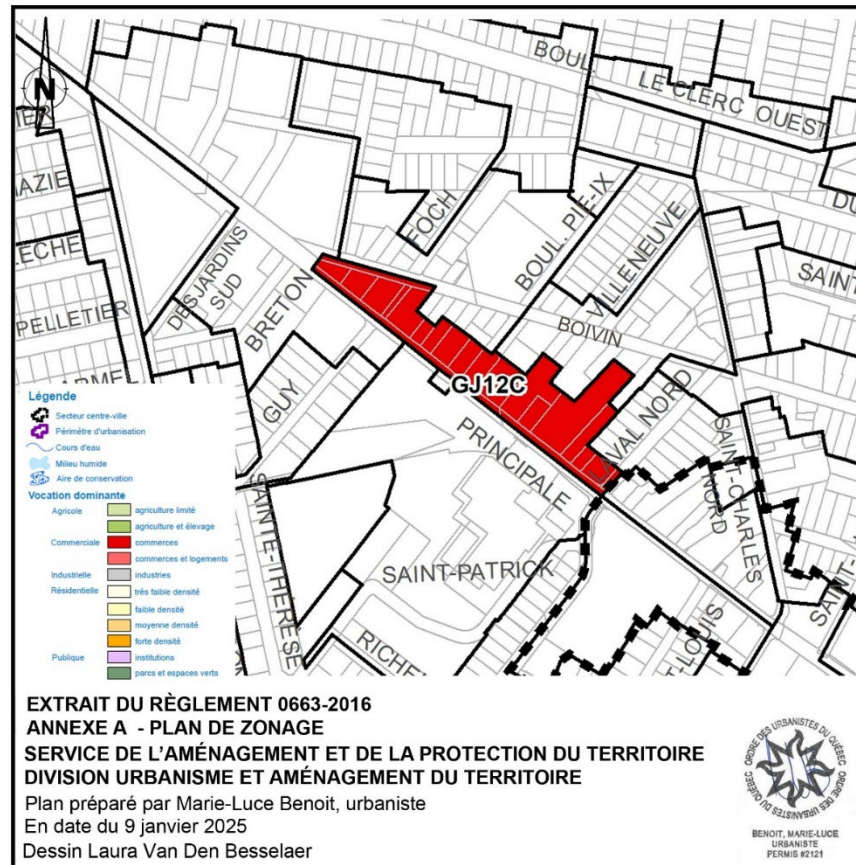 N
BOUL.
LE CLERC OUEST
FOCH
BOUL. PIE-IX
VILLENEUVE
DESJARDINS
SUD
BRETON
PELLETIER
BOIVIN
GUY
GJ12C
LAVAL NORD
PRINCIPALE
SAINT-CHARLES
NORD
SAINTE-THÉRÈSE
SAINT-PATRICK
Légende
Secteur centre-ville
Périmètre d'urbanisation
Cours d'eau
Milieu humide
Aire de conservation
Vocation dominante
Agricole agriculture limité
agriculture et élevage
Commerciale commerces
commerces et logements
Industrielle industries
Résidentielle très faible densité
faible densité
moyenne densité
forte densité
Publique institutions
parcs et espaces verts
EXTRAIT DU RÈGLEMENT 0663-2016
ANNEXE A - PLAN DE ZONAGE
SERVICE DE L'AMÉNAGEMENT ET DE LA PROTECTION DU TERRITOIRE
DIVISION URBANISME ET AMÉNAGEMENT DU TERRITOIRE
Plan préparé par Marie-Luce Benoit, urbaniste
En date du 9 janvier 2025
Dessin Laura Van Den Besselaer
ORDRE DES URBANISTES DU QUÉBEC
ORDRE DES URBANISTES DU QUÉBEC
BENOIT, MARIE-LUCE
URBANISTE
PERMIS #2121